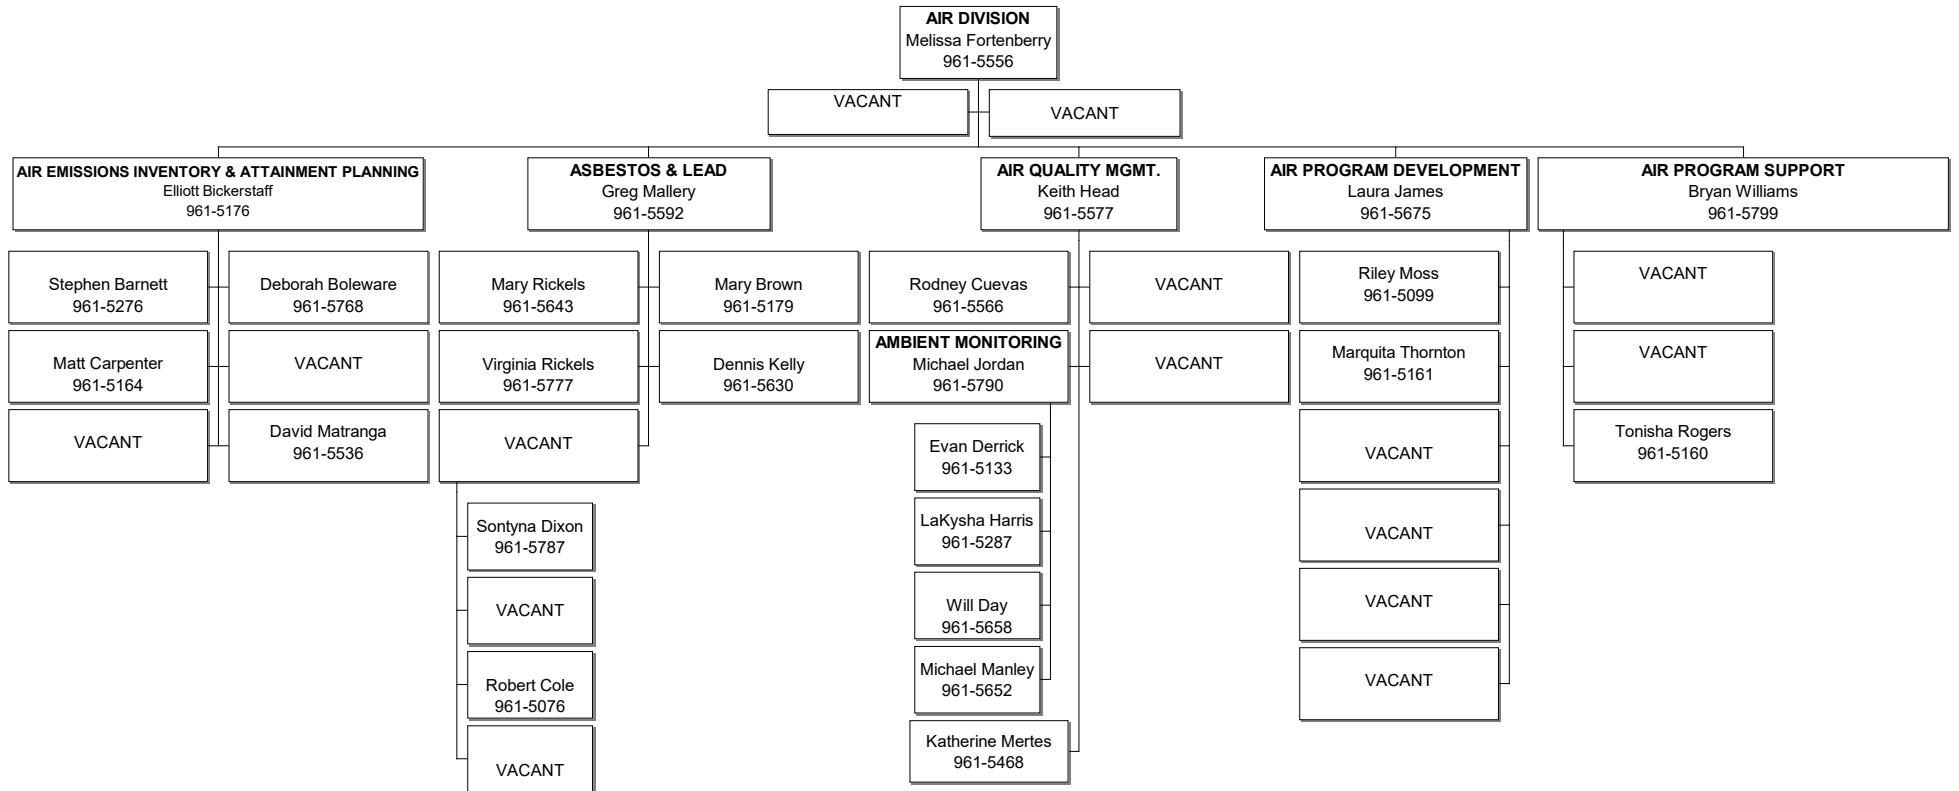 AIR DIVISION
Melissa Fortenberry
961-5556
VACANT
VACANT
AIR EMISSIONS INVENTORY & ATTAINMENT PLANNING
Elliott Bickerstaff
961-5176
ASBESTOS & LEAD
Greg Mallery
961-5592
AIR QUALITY MGMT.
Keith Head
961-5577
AIR PROGRAM DEVELOPMENT
Laura James
961-5675
AIR PROGRAM SUPPORT
Bryan Williams
961-5799
Stephen Barnett
961-5276
Deborah Boleware
961-5768
Matt Carpenter
961-5164
VACANT
VACANT
David Matranga
961-5536
Mary Rickels
961-5643
Mary Brown
961-5179
Virginia Rickels
961-5777
Dennis Kelly
961-5630
VACANT
Sontyna Dixon
961-5787
VACANT
Robert Cole
961-5076
VACANT
Rodney Cuevas
961-5566
VACANT
AMBIENT MONITORING
Michael Jordan
961-5790
VACANT
Evan Derrick
961-5133
LaKysha Harris
961-5287
Will Day
961-5658
Michael Manley
961-5652
Katherine Mertes
961-5468
Riley Moss
961-5099
Marquita Thornton
961-5161
VACANT
VACANT
VACANT
VACANT
VACANT
VACANT
Tonisha Rogers
961-5160